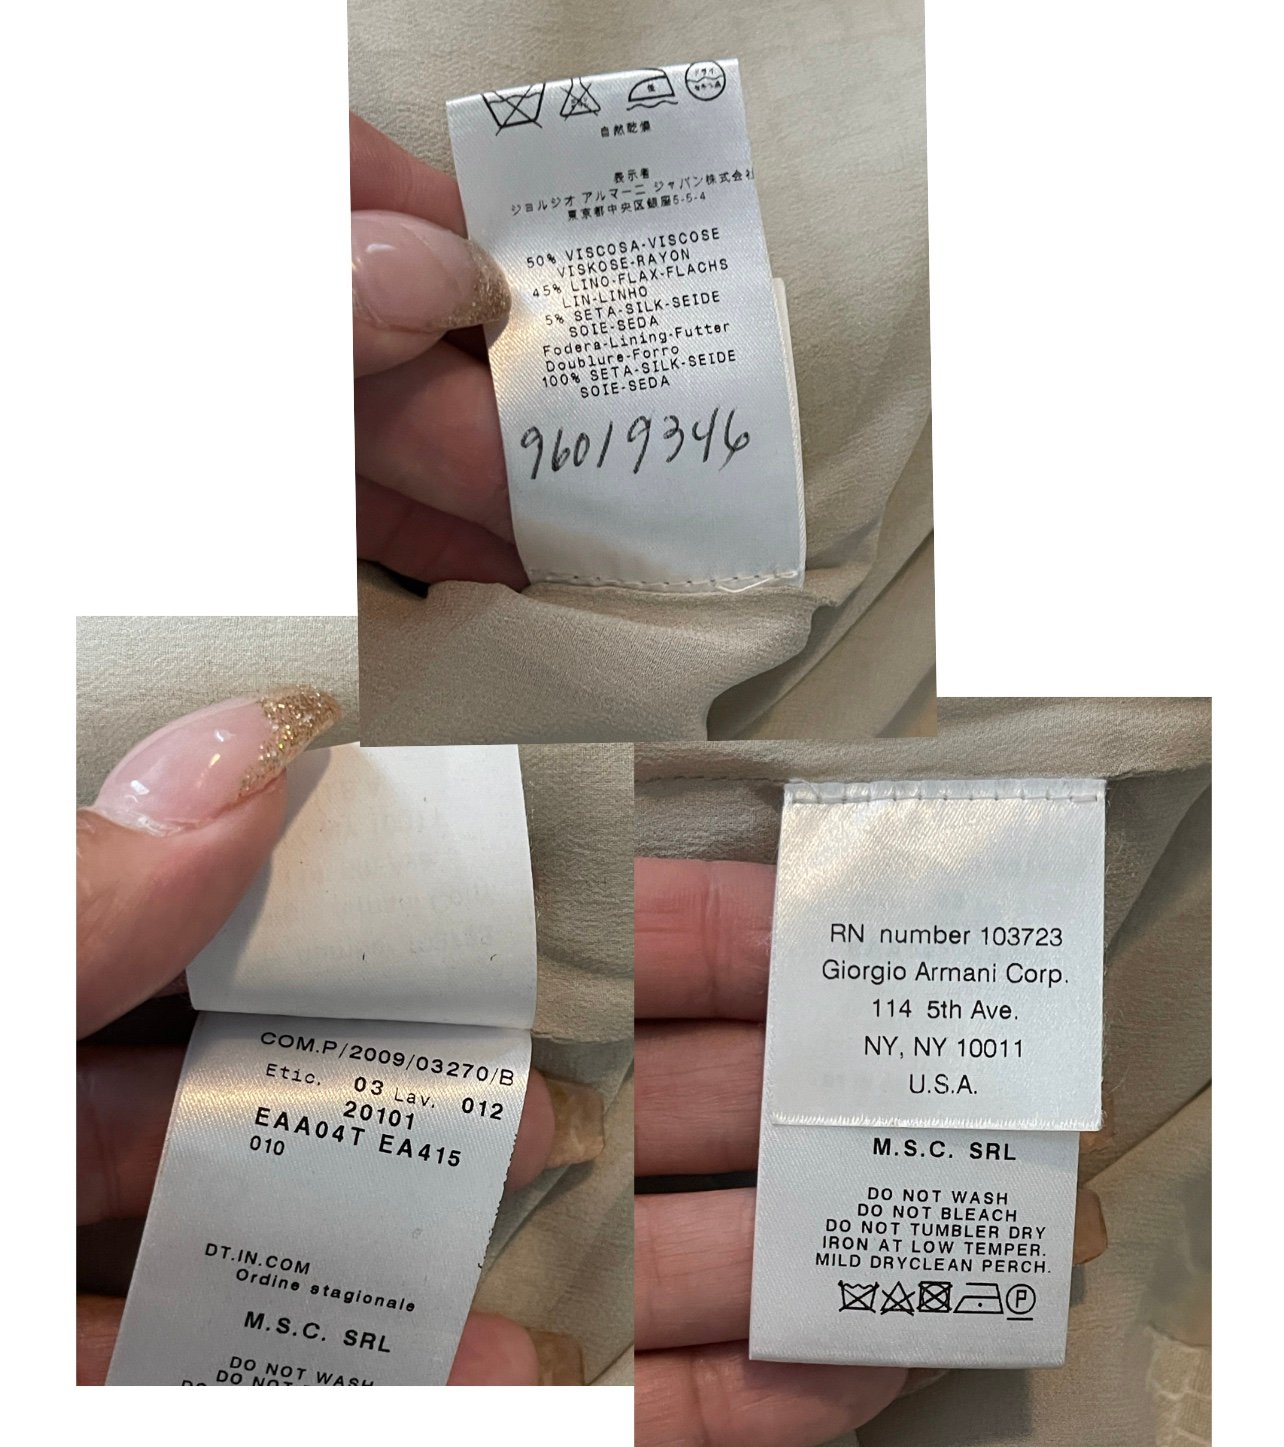 自然乾燥
表示者
ジョルジオ アルマーニ ジャパン株式会社
東京都中央区銀座5-5-4
50% VISCOSA-VISCOSE
VISKOSE-RAYON
45% LINO-FLAX-FLACHS
LIN-LINHO
5% SETA-SILK-SEIDE
SOIE-SEDA
Fodera-Lining-Futter
Doublure-Forro
100% SETA-SILK-SEIDE
SOIE-SEDA
96019346
COM.P/2009/03270/B
Etic. 03 Lav. 012
20101
EAA04T EA415
010
DT.IN.COM
Ordine stagionale
M.S.C. SRL
DO NOT WASH
DO NOT
RN number 103723
Giorgio Armani Corp.
114 5th Ave.
NY, NY 10011
U.S.A.
M.S.C. SRL
DO NOT WASH
DO NOT BLEACH
DO NOT TUMBLER DRY
IRON AT LOW TEMPER.
MILD DRYCLEAN PERCH.
P